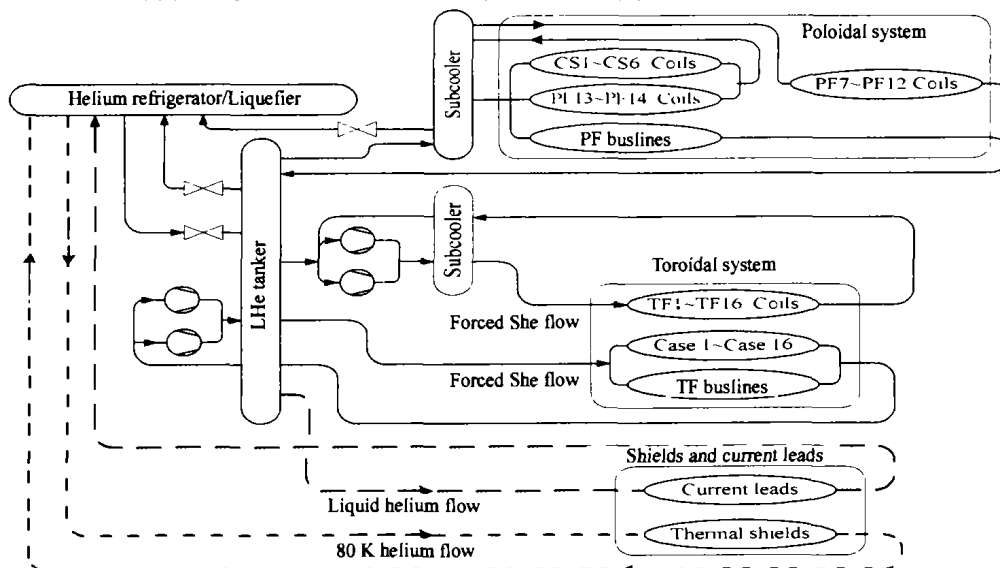 Poloidal system
Subcooler
CS1~CS6 Coils
PF7~PF12 Coils
Helium refrigerator/Liquefier
PF13~PF14 Coils
PF buslines
LHe tanker
Subcooler
Toroidal system
TF1~TF16 Coils
Forced She flow
Case 1~Case 16
Forced She flow
TF buslines
Shields and current leads
Current leads
Liquid helium flow
Thermal shields
80 K helium flow